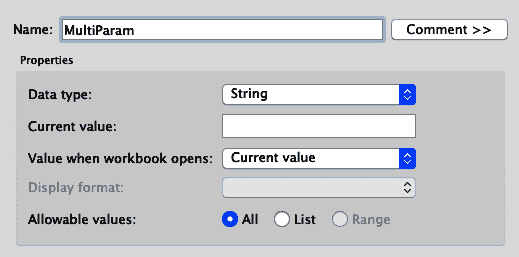 Name: MultiParam Comment >>
Properties
Data type: String
Current value:
Value when workbook opens: Current value
Display format:
Allowable values: All List Range